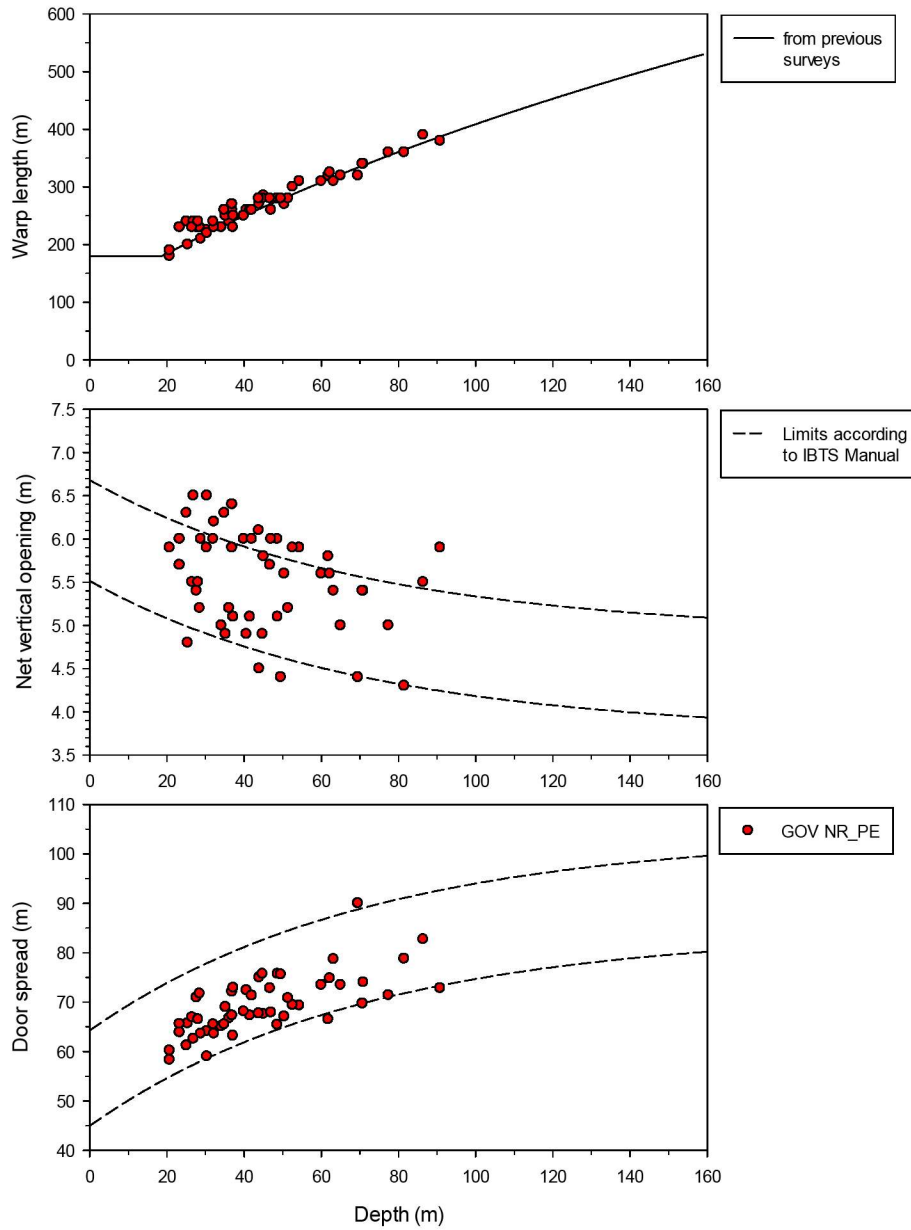 600
500
400
300
200
100
0
Warp length (m)
0 20 40 60 80 100 120 140 160
from previous
surveys
7.5
7.0
6.5
6.0
5.5
5.0
4.5
4.0
3.5
Net vertical opening (m)
0 20 40 60 80 100 120 140 160
Limits according
to IBTS Manual
110
100
90
80
70
60
50
40
Door spread (m)
0 20 40 60 80 100 120 140 160
GOV NR_PE
Depth (m)